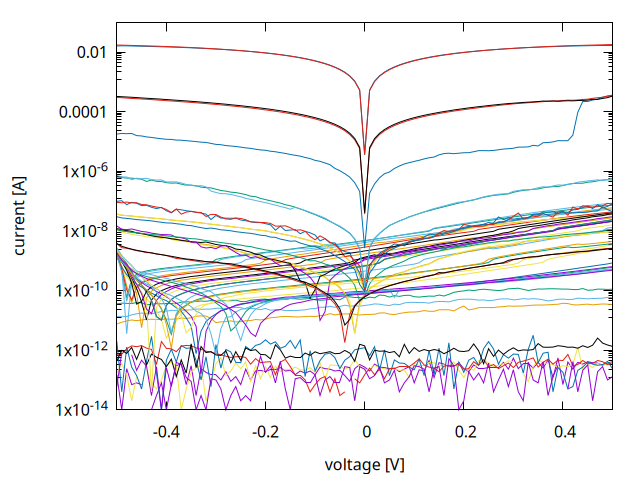 0.01
0.0001
1x10⁻⁶
1x10⁻⁸
1x10⁻¹⁰
1x10⁻¹²
1x10⁻¹⁴
current [A]
-0.4 -0.2 0 0.2 0.4
voltage [V]